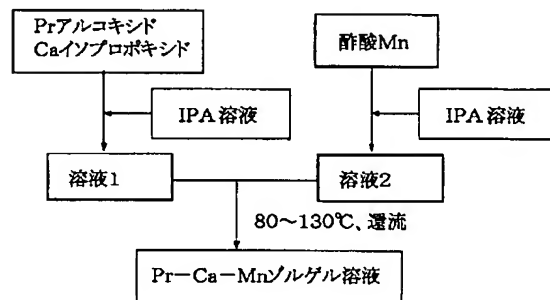 Prアルコキシド
Caイソプロポキシド
酢酸Mn
IPA溶液
IPA溶液
溶液1
溶液2
80～130℃、還流
Pr－Ca－Mnゾルゲル溶液